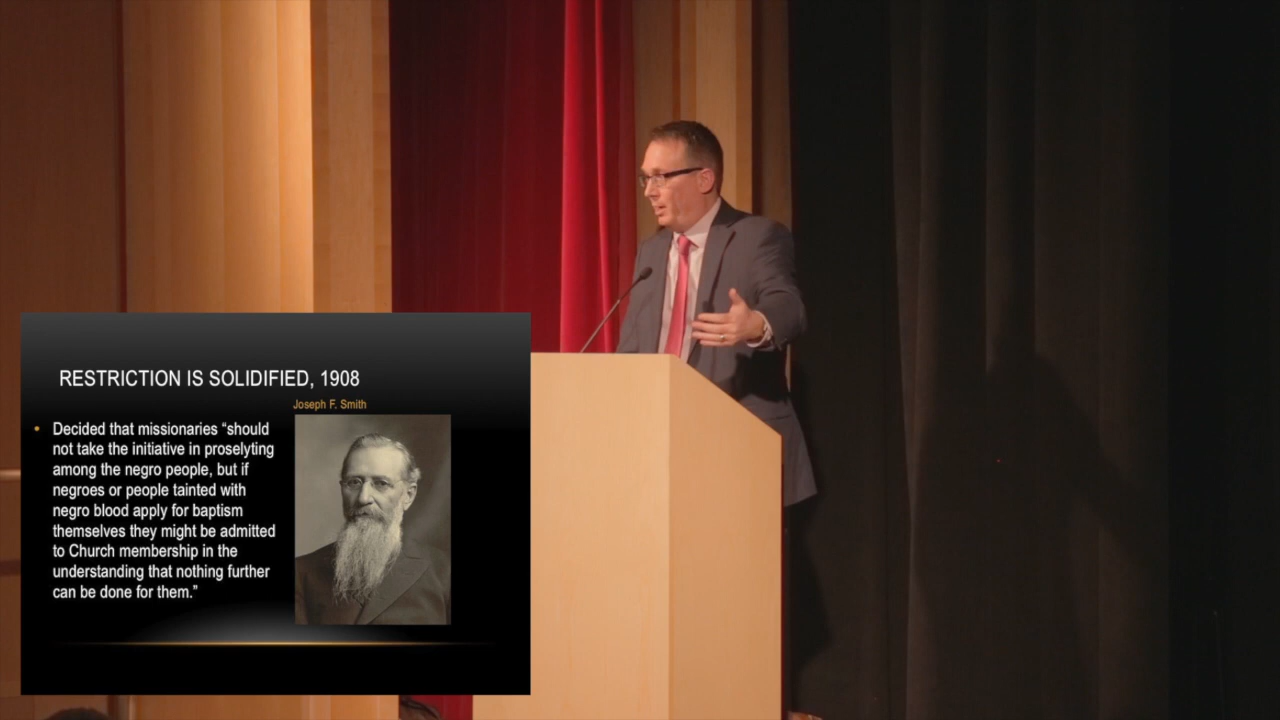 RESTRICTION IS SOLIDIFIED, 1908
Joseph F. Smith
• Decided that missionaries “should
not take the initiative in proselyting
among the negro people, but if
negroes or people tainted with
negro blood apply for baptism
themselves they might be admitted
to Church membership in the
understanding that nothing further
can be done for them.”